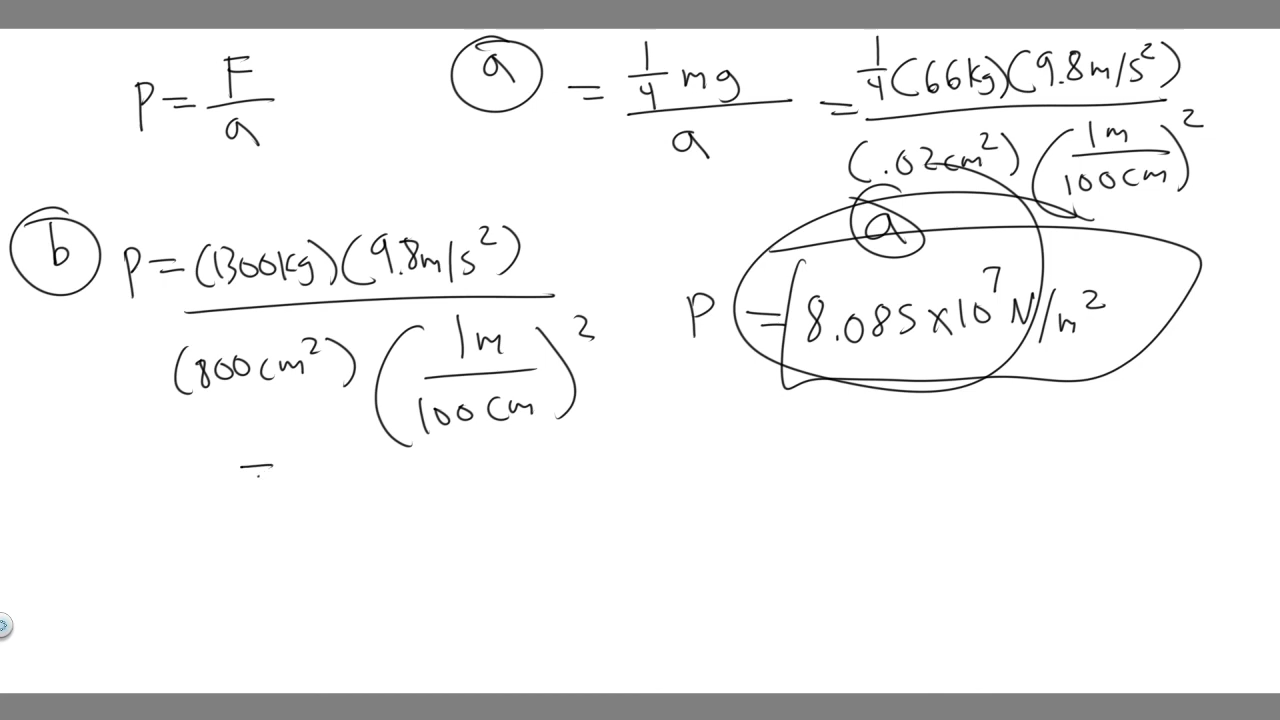 P = F/a
ⓐ = 1/4 mg / a = 1/4 (66kg)(9.8m/s²) / (.02cm²)(1m/100cm)²
ⓐ
P = 8.085×10⁷ N/m²
ⓑ P = (1300kg)(9.8m/s²) / (800cm²)(1m/100cm)²
=